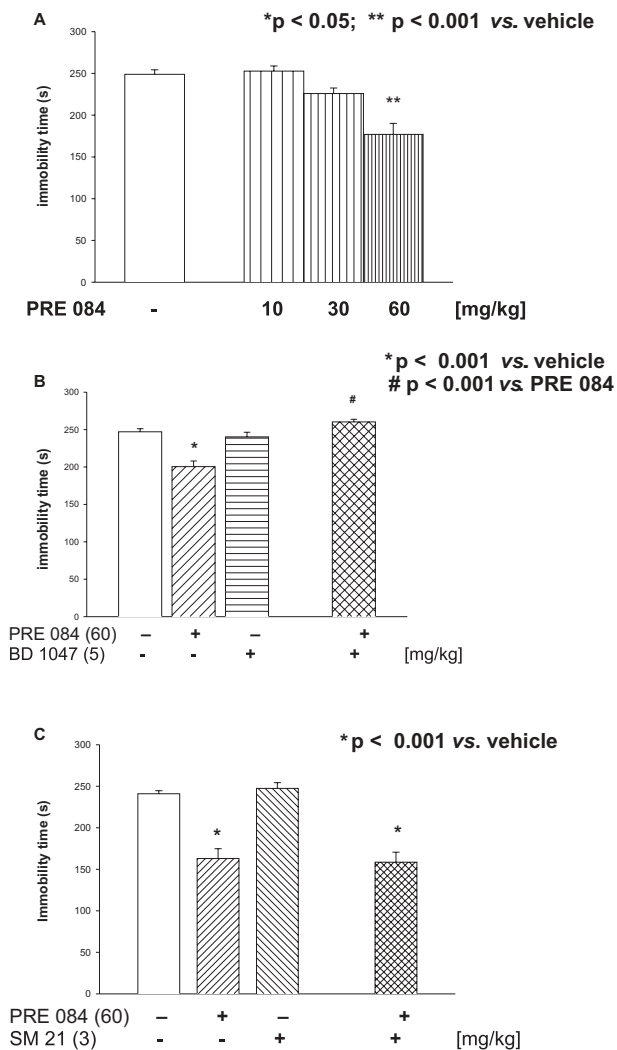 A
*p < 0.05; ** p < 0.001 vs. vehicle
300
250
200
150
100
50
0
immobility time (s)
**
PRE 084 - 10 30 60 [mg/kg]
* p < 0.001 vs. vehicle
# p < 0.001 vs. PRE 084
B
300
250
200
150
100
50
0
immobility time (s)
*
#
PRE 084 (60) – + – +
BD 1047 (5) - - + + [mg/kg]
C
* p < 0.001 vs. vehicle
300
250
200
150
100
50
0
Immobility time (s)
*
*
PRE 084 (60) – + – +
SM 21 (3) - - + + [mg/kg]